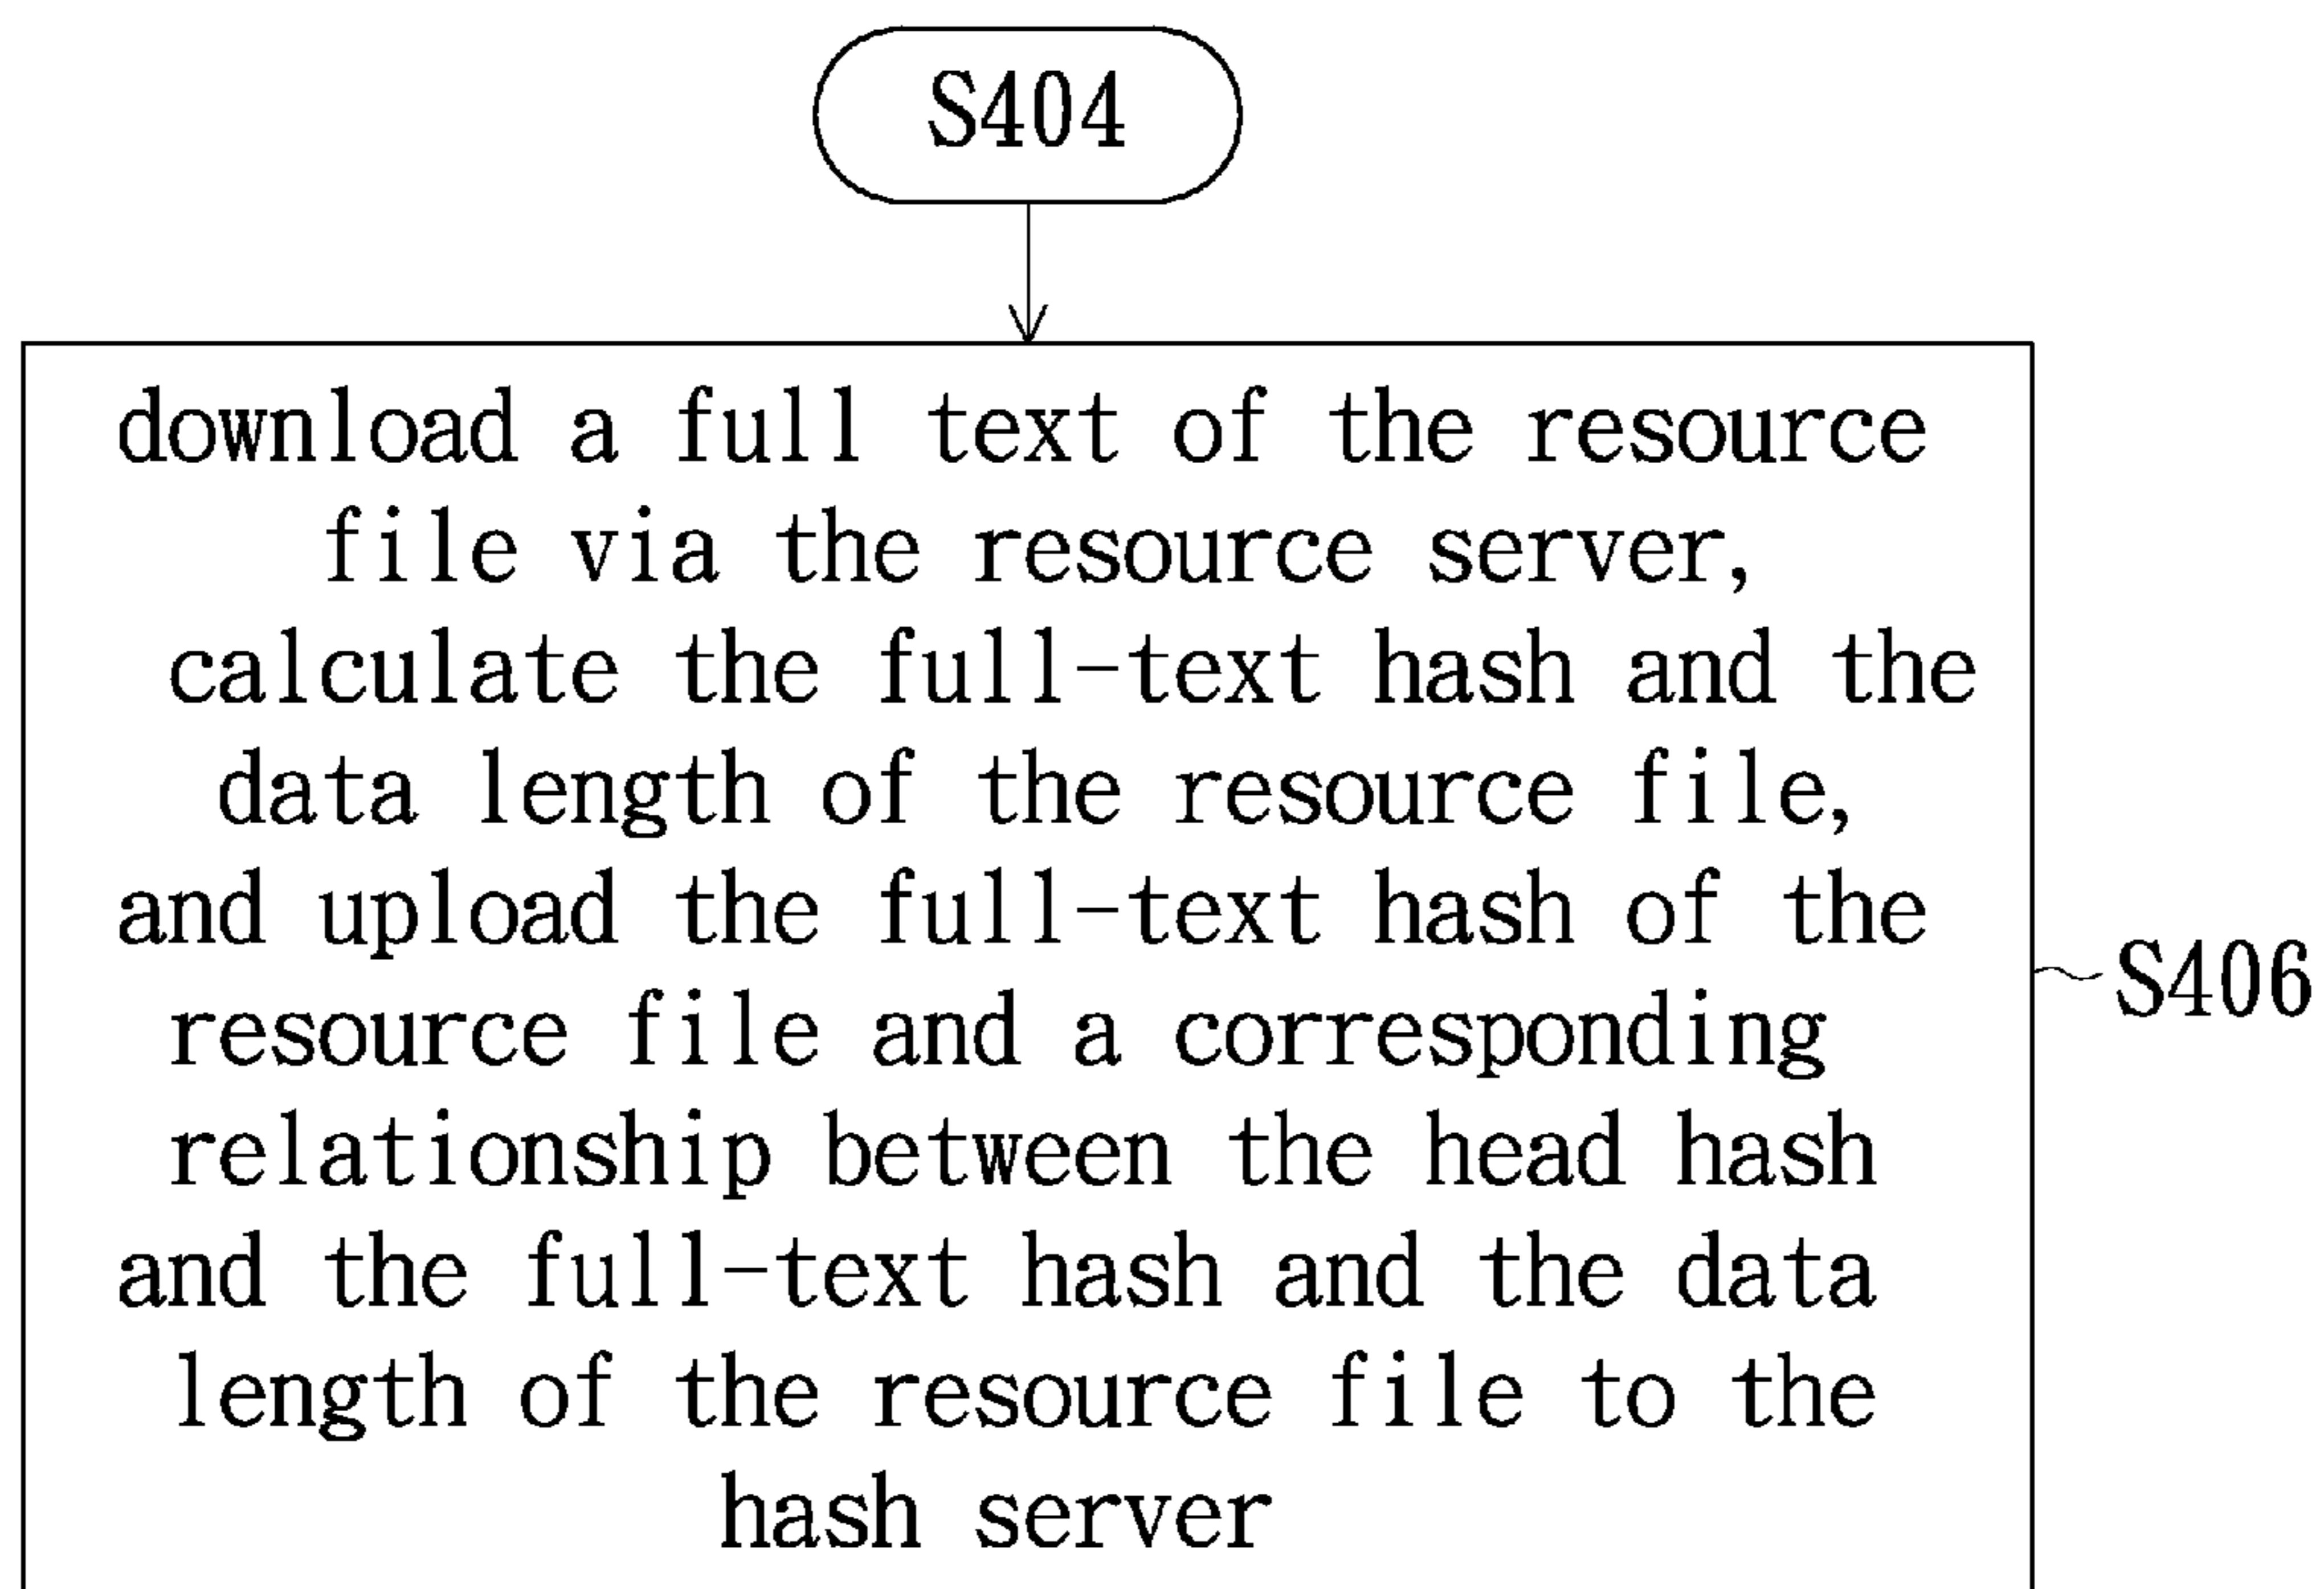 S404
download a full text of the resource
file via the resource server,
calculate the full-text hash and the
data length of the resource file,
and upload the full-text hash of the
resource file and a corresponding
relationship between the head hash
and the full-text hash and the data
length of the resource file to the
hash server
S406